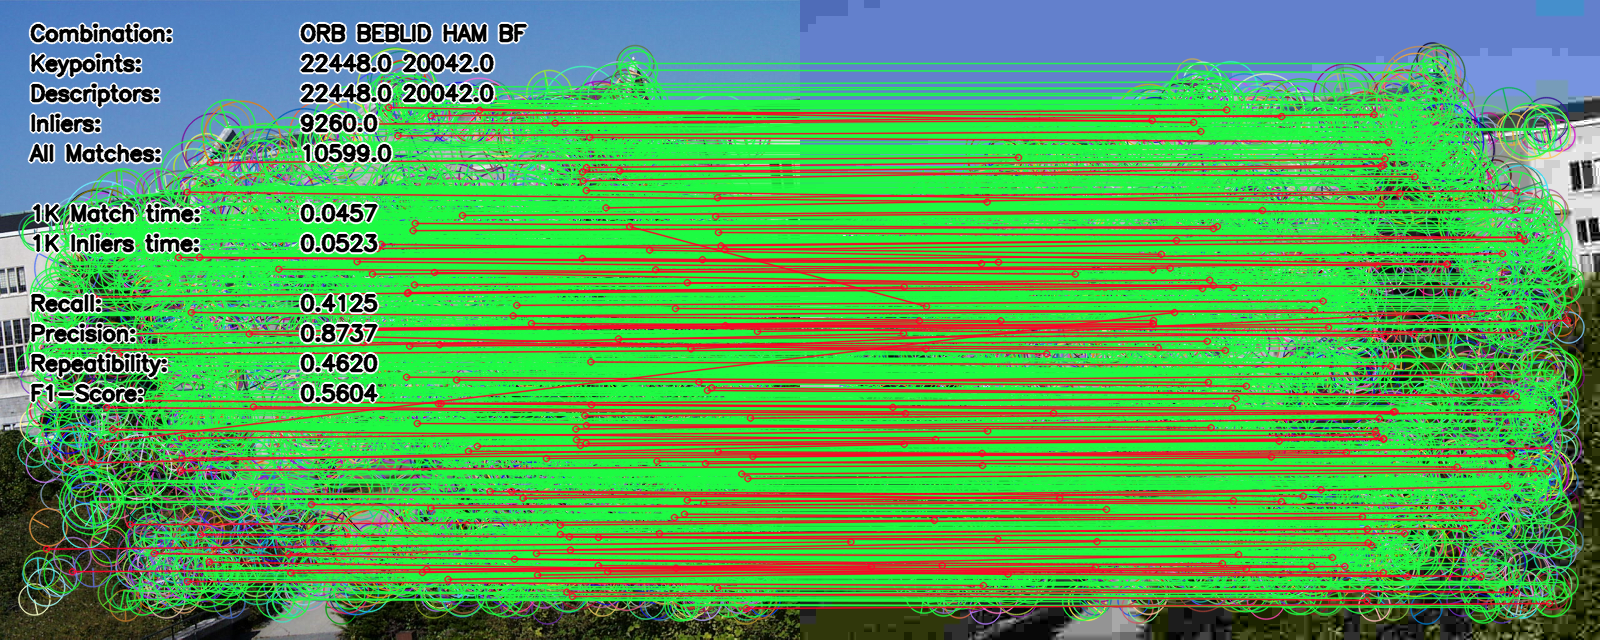 Combination: ORB BEBLID HAM BF
Keypoints: 22448.0 20042.0
Descriptors: 22448.0 20042.0
Inliers: 9260.0
All Matches: 10599.0
1K Match time: 0.0457
1K Inliers time: 0.0523
Recall: 0.4125
Precision: 0.8737
Repeatibility: 0.4620
F1-Score: 0.5604